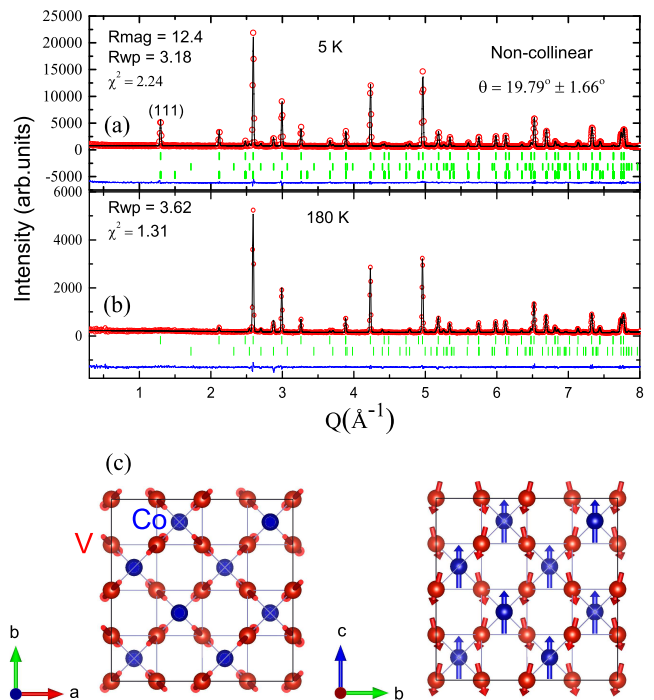 Rmag = 12.4
Rwp = 3.18
χ² = 2.24
5 K
Non-collinear
θ = 19.79° ± 1.66°
(111)
(a)
25000
20000
15000
10000
5000
0
-5000
6000
4000
2000
0
Intensity (arb.units)
Rwp = 3.62
χ² = 1.31
180 K
(b)
1 2 3 4 5 6 7 8
Q(Å⁻¹)
(c)
V
Co
b
a
c
b